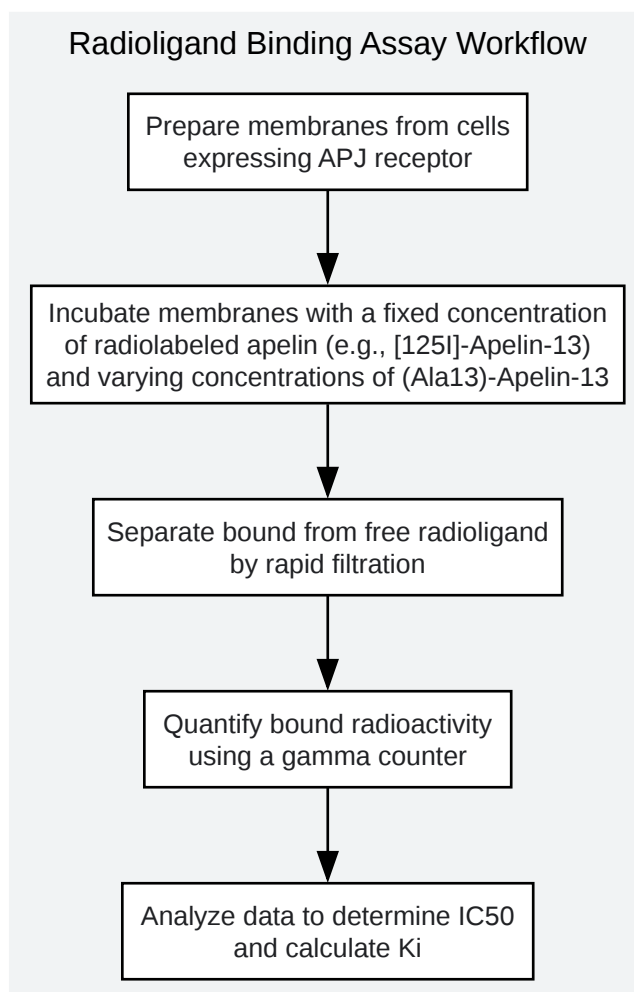 Radioligand Binding Assay Workflow
Prepare membranes from cells
expressing APJ receptor
Incubate membranes with a fixed concentration
of radiolabeled apelin (e.g., [125I]-Apelin-13)
and varying concentrations of (Ala13)-Apelin-13
Separate bound from free radioligand
by rapid filtration
Quantify bound radioactivity
using a gamma counter
Analyze data to determine IC50
and calculate Ki